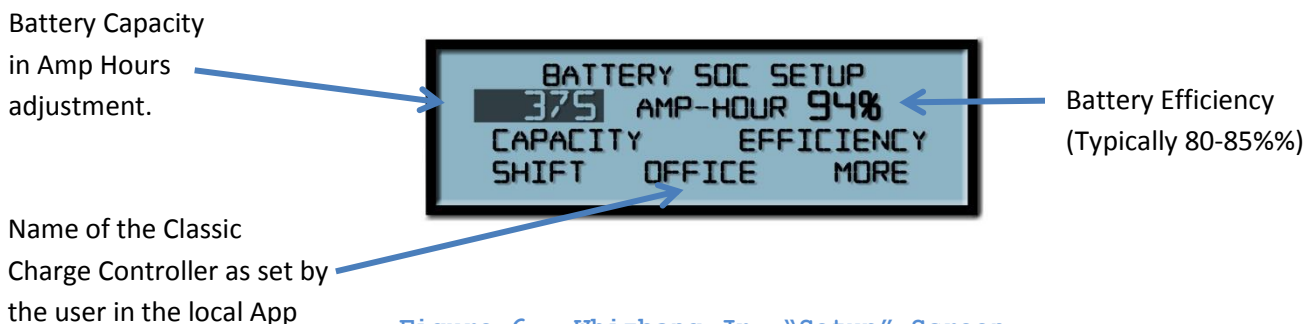 Battery Capacity
in Amp Hours
adjustment.
BATTERY SOC SETUP
375 AMP-HOUR 94%
CAPACITY EFFICIENCY
SHIFT OFFICE MORE
Battery Efficiency
(Typically 80-85%%)
Name of the Classic
Charge Controller as set by
the user in the local App
"Setup" Screen